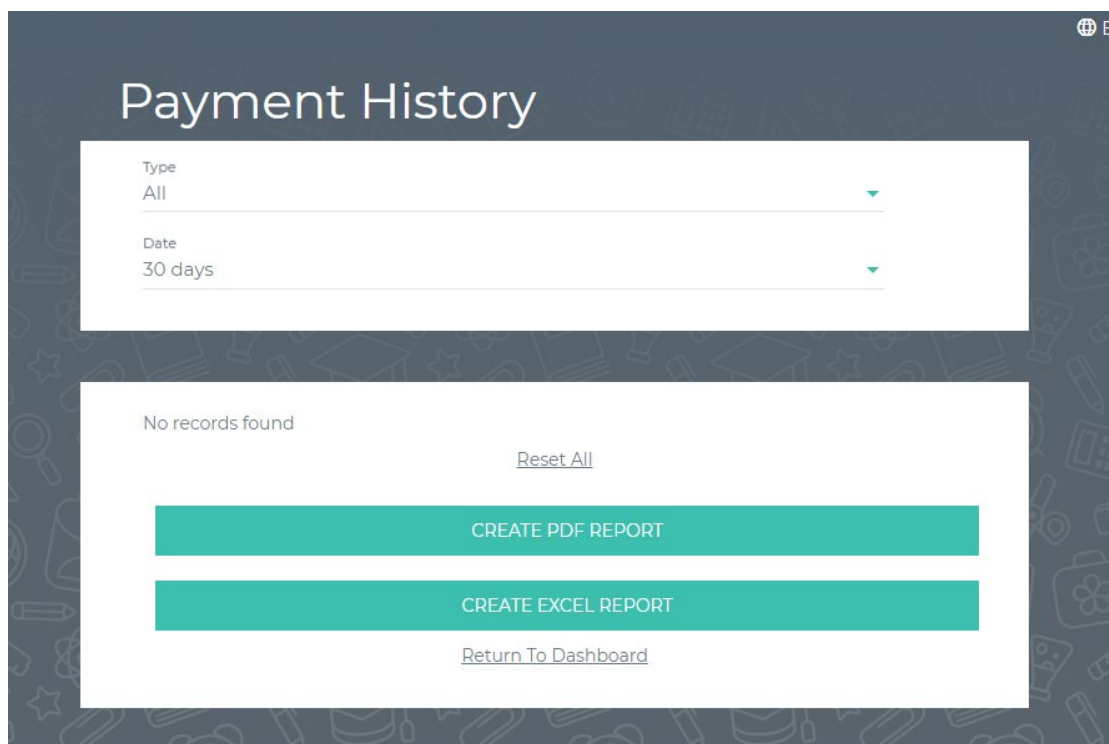 Payment History
Type
All
Date
30 days
No records found
Reset All
CREATE PDF REPORT
CREATE EXCEL REPORT
Return To Dashboard